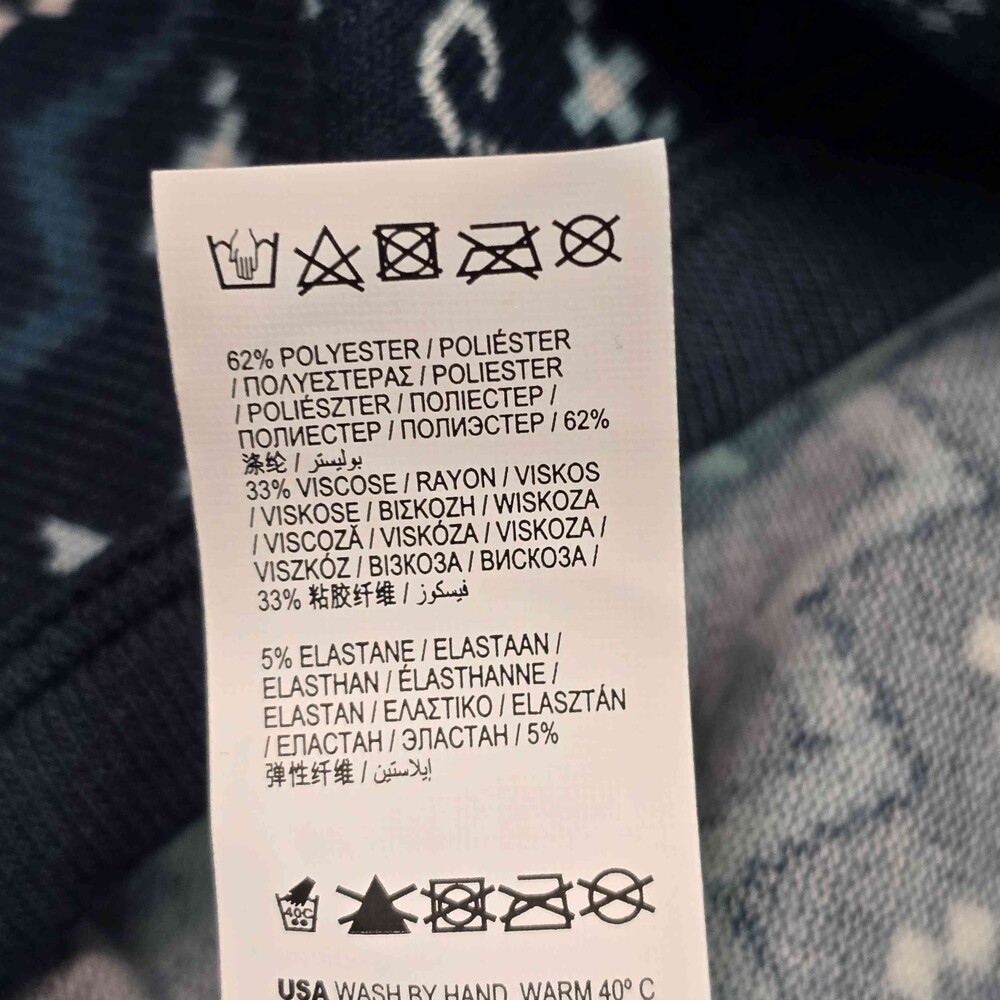 62% POLYESTER / POLIÉSTER
/ ΠΟΛΥΕΣΤΕΡΑΣ / POLIESTER
/ POLIÉSZTER / ПОЛІЕСТЕР /
ПОЛИЕСТЕР / ПОЛИЭСТЕР / 62%
涤纶 / بوليستر
33% VISCOSE / RAYON / VISKOS
/ VISKOSE / ΒΙΣΚΟΖΗ / WISKOZA
/ VISCOZĂ / VISKÓZA / VISKOZA /
VISZKÓZ / ВІЗКОЗА / ВИСКОЗА /
33% 粘胶纤维 / فيسكوز
5% ELASTANE / ELASTAAN /
ELASTHAN / ÉLASTHANNE /
ELASTAN / ΕΛΑΣΤΙΚΟ / ELASZTÁN
/ ЕЛАСТАН / ЭЛАСТАН / 5%
弹性纤维 / إيلاستين
40C
USA WASH BY HAND WARM 40º C